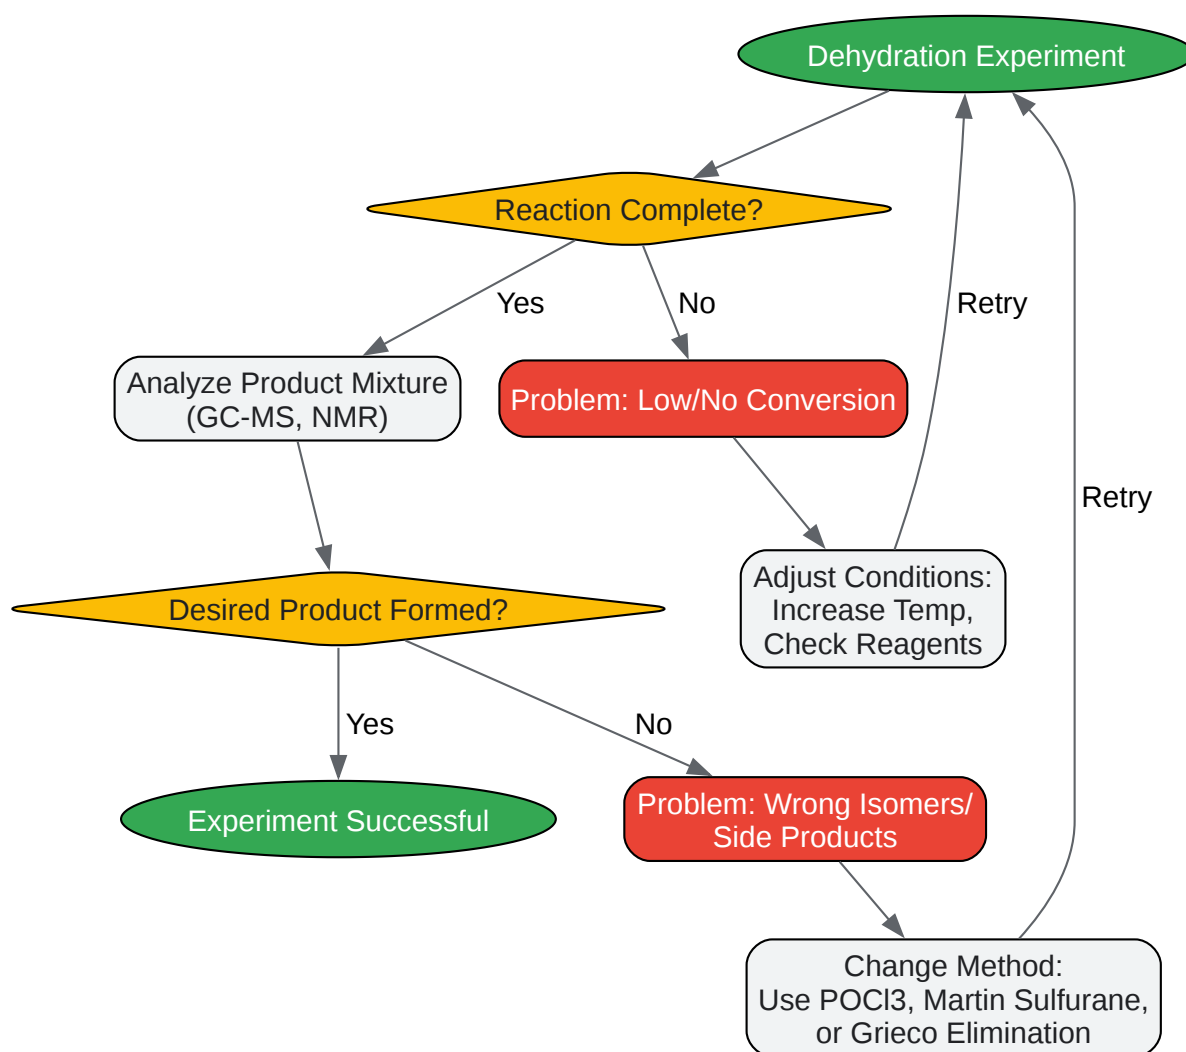 Dehydration Experiment
Reaction Complete?
Yes
No
Retry
Analyze Product Mixture
(GC-MS, NMR)
Problem: Low/No Conversion
Retry
Adjust Conditions:
Increase Temp,
Check Reagents
Desired Product Formed?
Yes
No
Experiment Successful
Problem: Wrong Isomers/
Side Products
Change Method:
Use POCl3, Martin Sulfurane,
or Grieco Elimination